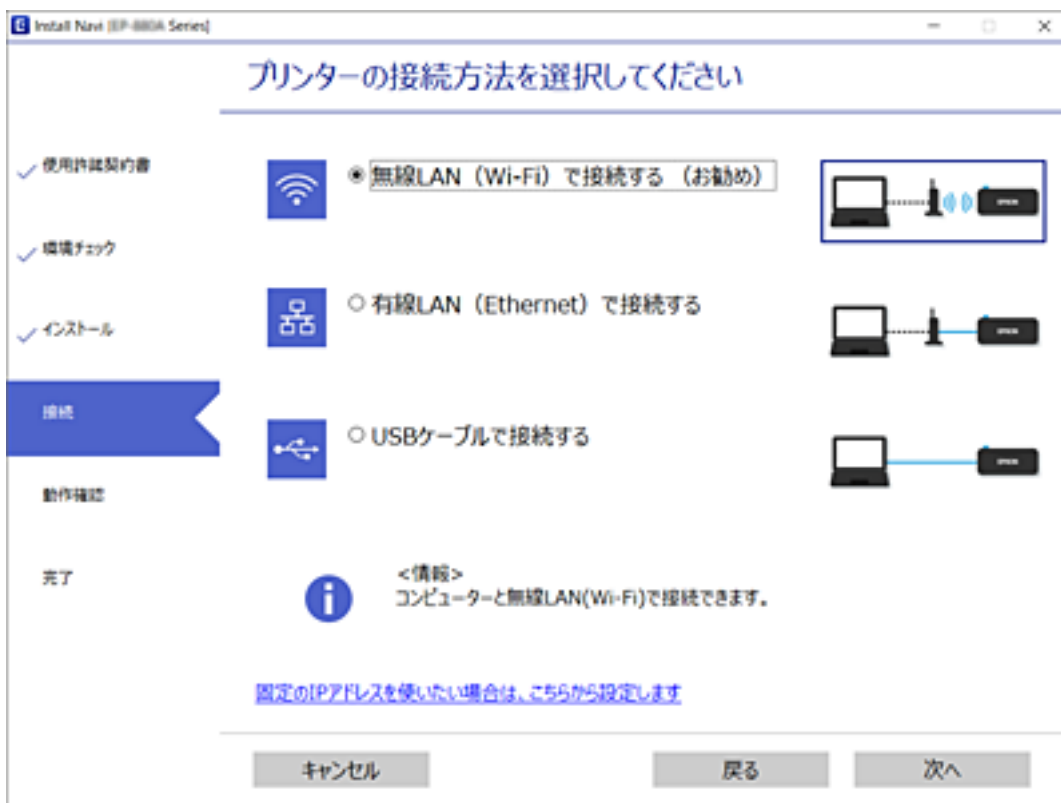 Install Navi [EP-880A Series]
プリンターの接続方法を選択してください
使用許諾契約書
環境チェック
インストール
接続
動作確認
完了
無線LAN（Wi-Fi）で接続する （お勧め）
有線LAN（Ethernet）で接続する
USBケーブルで接続する
EPSON
EPSON
EPSON
<情報>
コンピューターと無線LAN(Wi-Fi)で接続できます。
固定のIPアドレスを使いたい場合は、こちらから設定します
キャンセル
戻る
次へ